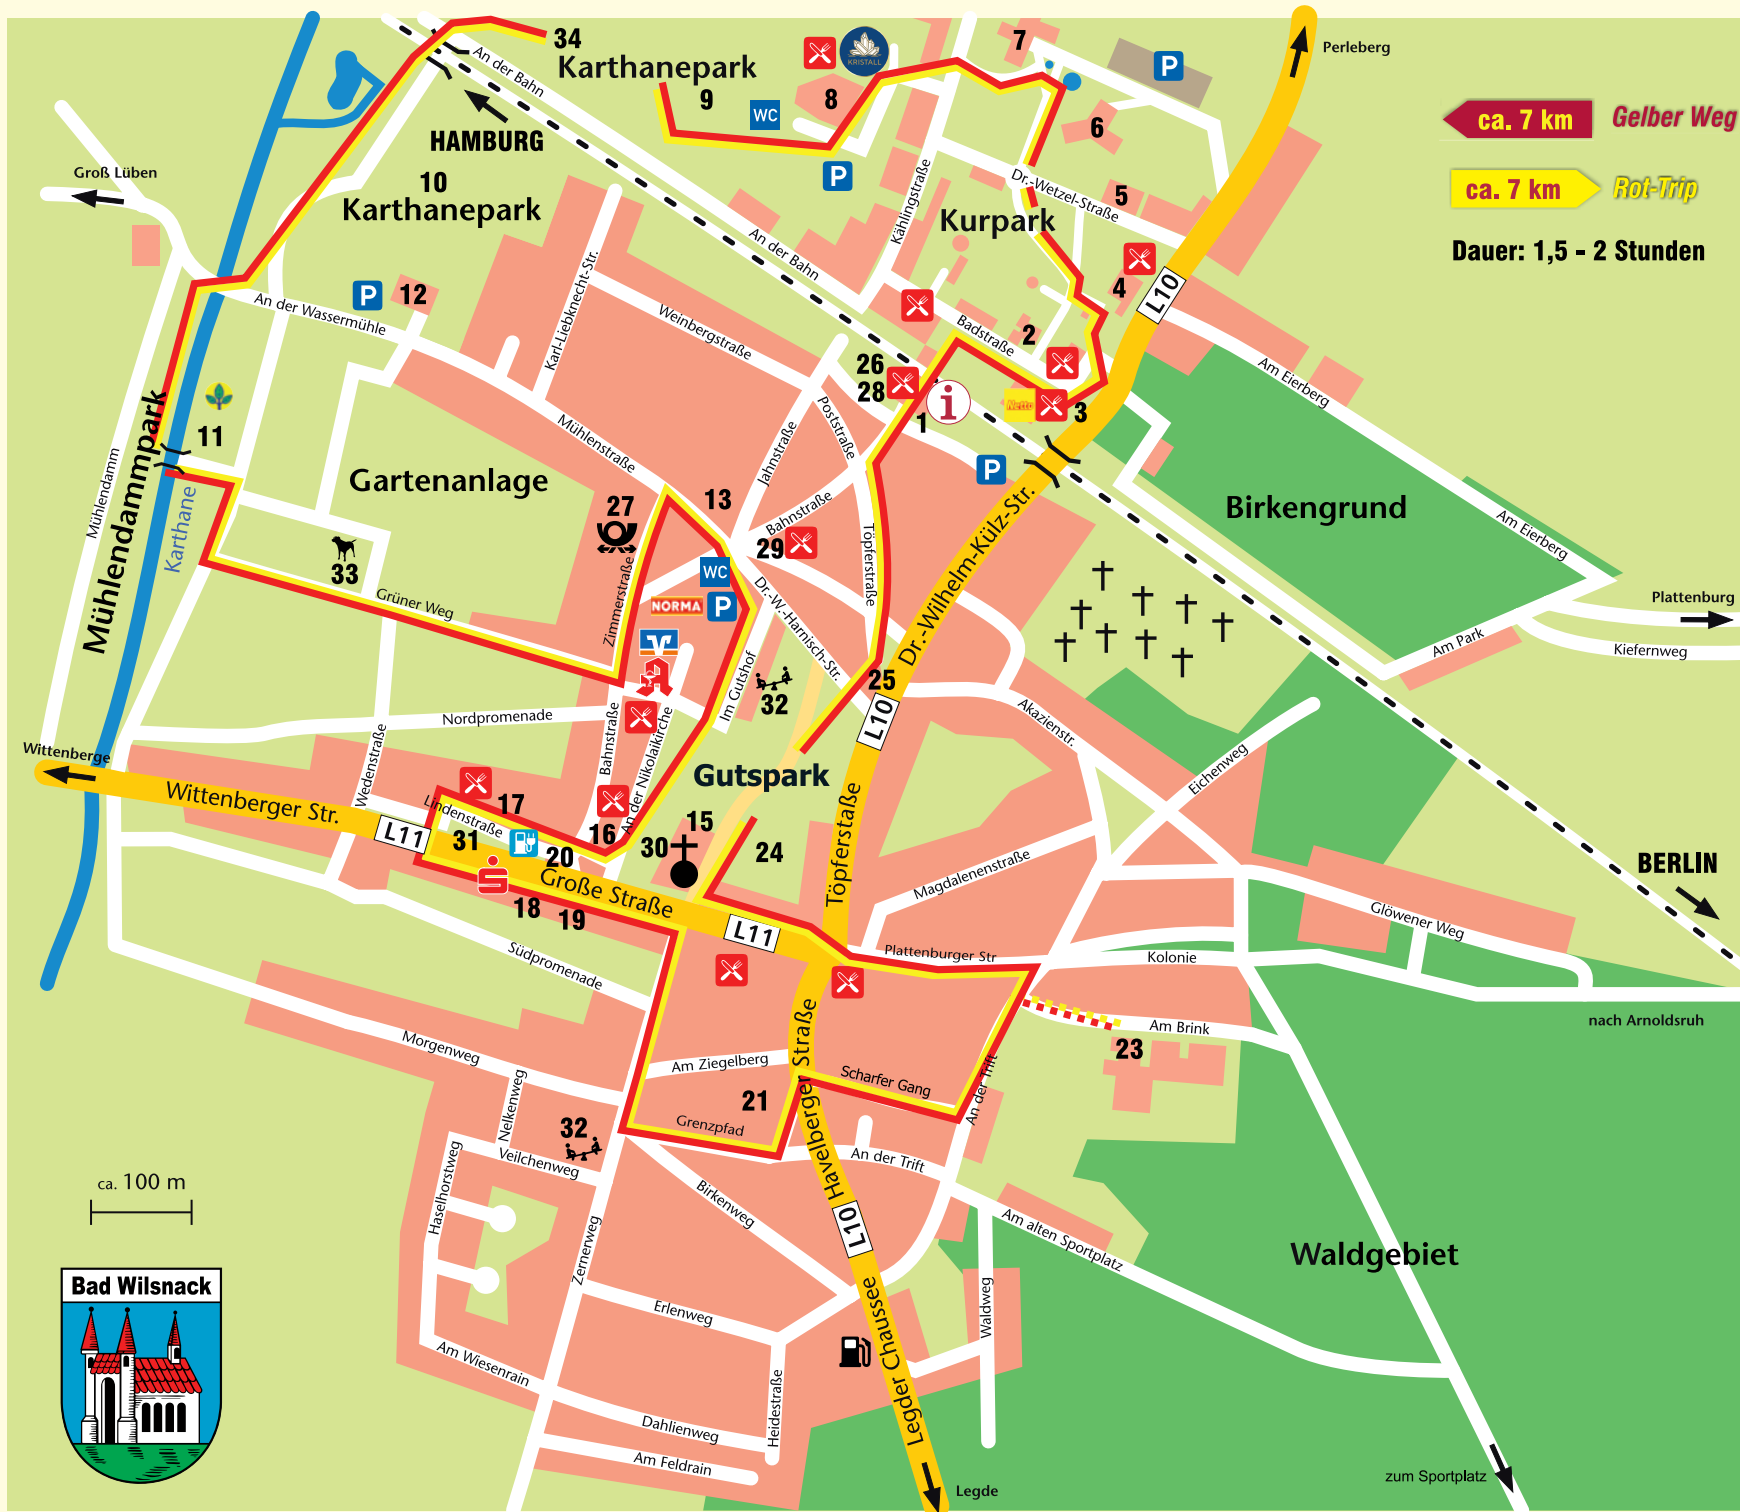 34
Karthanepark
9
WC
8
KRISTALL
7
P
Perleberg
An der Bahn
HAMBURG
6
ca. 7 km
Gelber Weg
ca. 7 km
Rot-Trip
Dauer: 1,5 - 2 Stunden
Groß Lüben
10
Karthanepark
P
Kählingstraße
Dr.-Wetzel-Straße
5
Kurpark
An der Bahn
4
L10
P
12
An der Wassermühle
Karl-Liebknecht-Str.
Weinbergstraße
Badstraße
2
26
28
i
1
Netto
3
Am Eierberg
Mühlendamm
Mühlendammpark
11
Karthane
Mühlenstraße
Jahnstraße
Poststraße
P
Gartenanlage
27
13
Bahnstraße
29
Töpferstraße
Dr.-Wilhelm-Külz-Str.
Birkengrund
Am Eierberg
33
Grüner Weg
Zimmerstraße
WC
NORMA
P
Dr.-W.-Harnisch-Str.
Plattenburg
Am Park
Kiefernweg
Im Gutshof
32
25
L10
Akazienstr.
Nordpromenade
Bahnstraße
An der Nikolaikirche
Wedenstraße
Wittenberge
Wittenberger Str.
L11
Gutspark
Eichenweg
Lindenstraße
17
31
20
16
15
30
24
Töpferstaße
Magdalenenstraße
BERLIN
Große Straße
18
19
L11
Glöwener Weg
Plattenburger Str
Kolonie
Südpromenade
nach Arnoldsruh
Am Brink
23
Morgenweg
Am Ziegelberg
Havelberger Straße
Scharfer Gang
An der Trift
21
Grenzpfad
Nelkenweg
32
Veilchenweg
Haselhorstweg
An der Trift
Birkenweg
ca. 100 m
Zernerweg
L10
Am alten Sportplatz
Waldgebiet
Bad Wilsnack
Erlenweg
Waldweg
Legder Chaussee
Am Wiesenrain
Heidestraße
Dahlienweg
Am Feldrain
zum Sportplatz
Legde